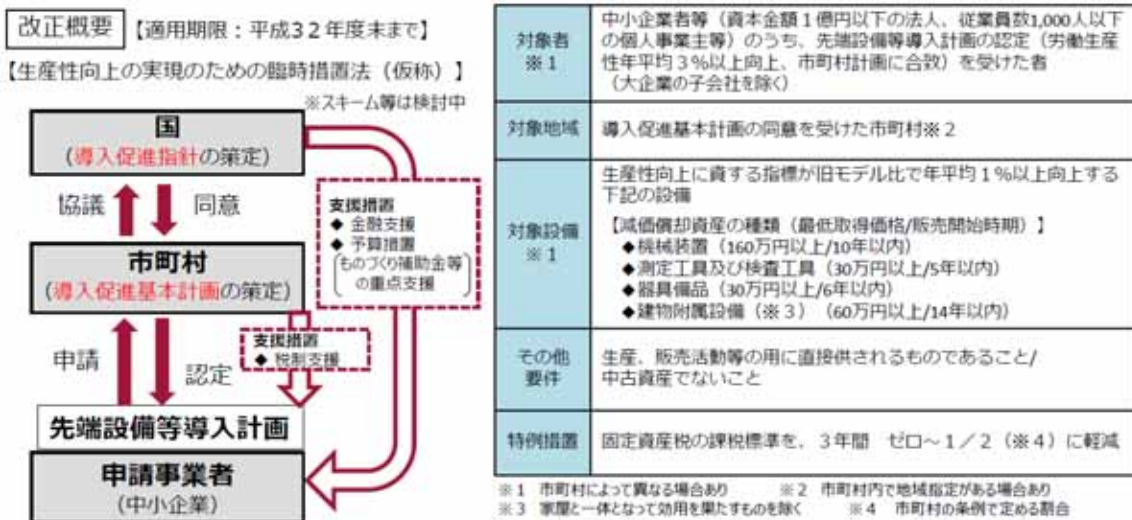 改正概要 【適用期限：平成３２年度末まで】
【生産性向上の実現のための臨時措置法（仮称）】
※スキーム等は検討中
国
（導入促進指針の策定）
協議 同意
市町村
（導入促進基本計画の策定）
支援措置
◆ 金融支援
◆ 予算措置
ものづくり補助金等
の重点支援
支援措置
◆ 税制支援
申請 認定
先端設備等導入計画
申請事業者
（中小企業）
対象者
※１
中小企業者等（資本金額１億円以下の法人、従業員数1,000人以下
の個人事業主等）のうち、先端設備等導入計画の認定（労働生産
性年平均３％以上向上、市町村計画に合致）を受けた者
（大企業の子会社を除く）
対象地域
導入促進基本計画の同意を受けた市町村※２
対象設備
※１
生産性向上に資する指標が旧モデル比で年平均１％以上向上する
下記の設備
【減価償却資産の種類（最低取得価格/販売開始時期）】
◆機械装置（160万円以上/10年以内）
◆測定工具及び検査工具（30万円以上/5年以内）
◆器具備品（30万円以上/6年以内）
◆建物附属設備（※３）（60万円以上/14年以内）
その他
要件
生産、販売活動等の用に直接供されるものであること/
中古資産でないこと
特例措置
固定資産税の課税標準を、３年間　ゼロ～１／２（※４）に軽減
※１　市町村によって異なる場合あり　　※２　市町村内で地域指定がある場合あり
※３　家屋と一体となって効用を果たすものを除く　　※４　市町村の条例で定める割合